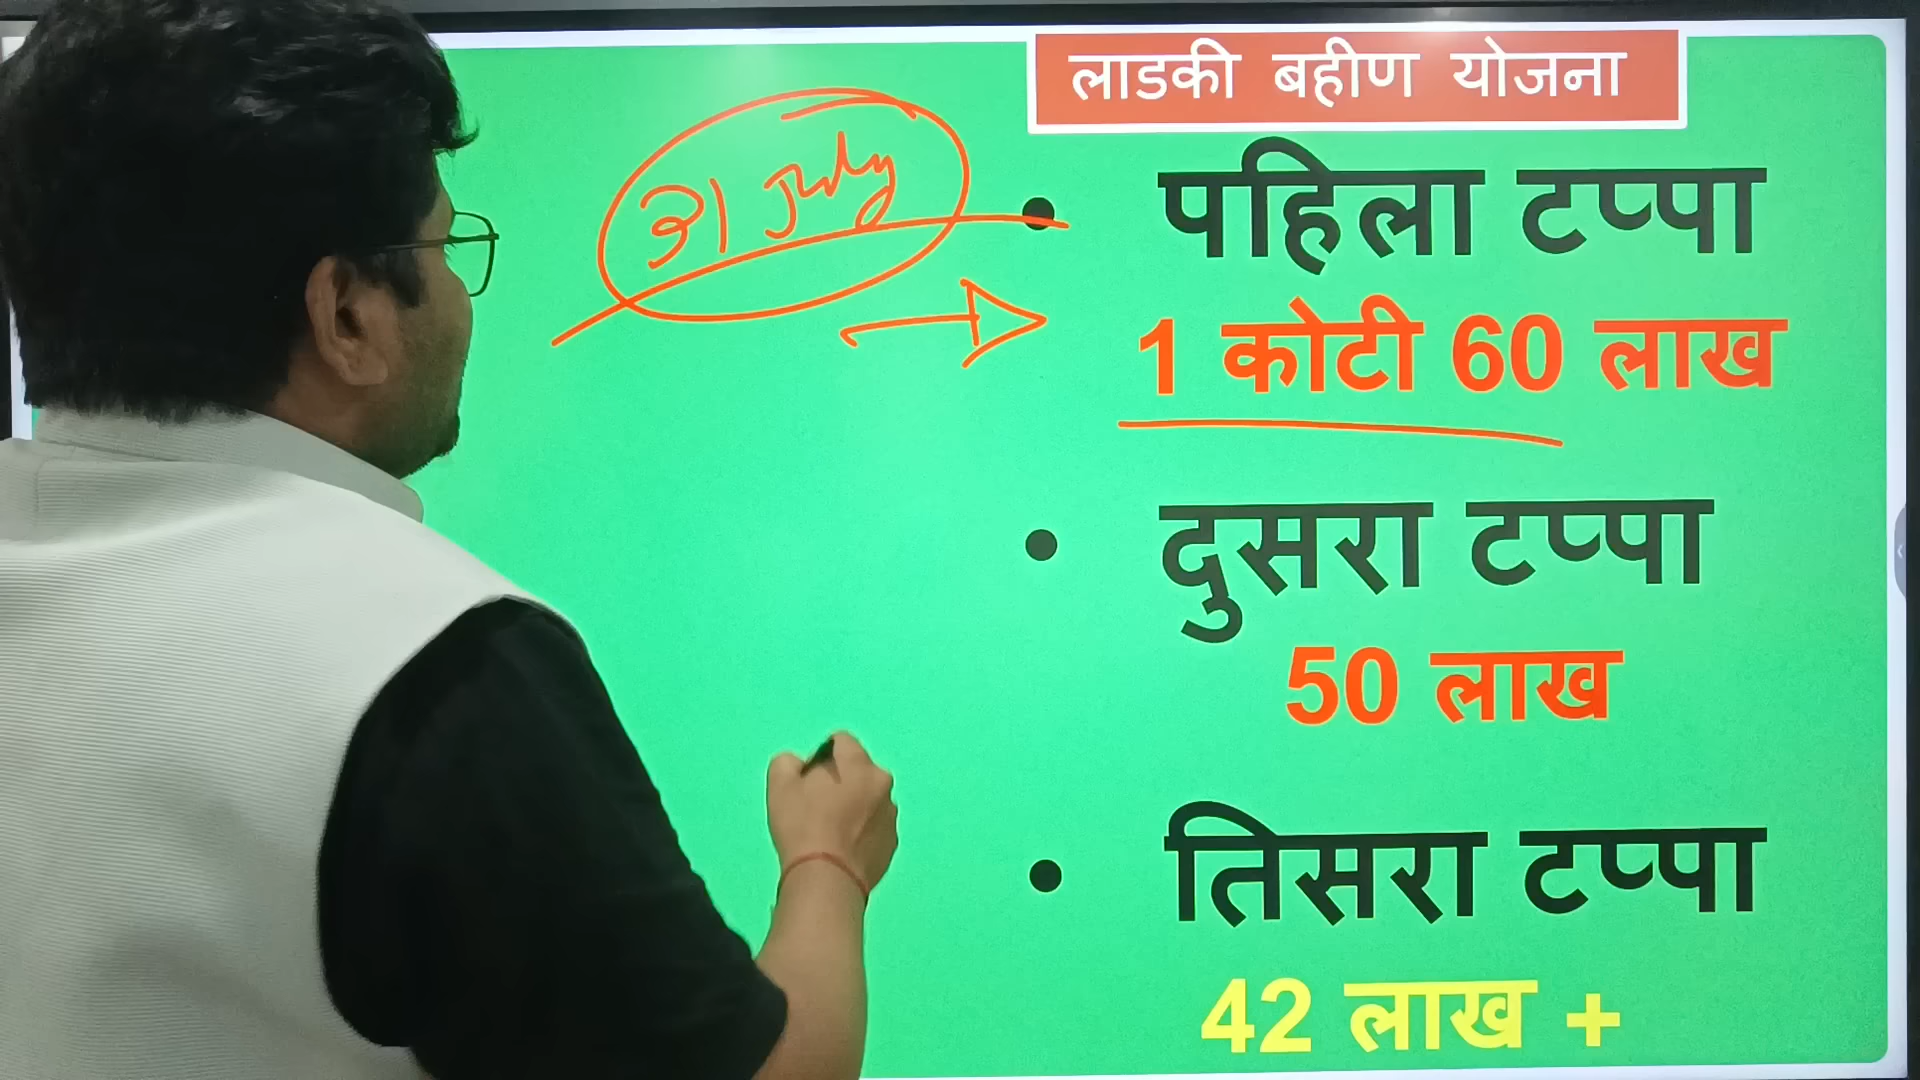 लाडकी बहीण योजना
31 July
• पहिला टप्पा
1 कोटी 60 लाख
• दुसरा टप्पा
50 लाख
• तिसरा टप्पा
42 लाख +